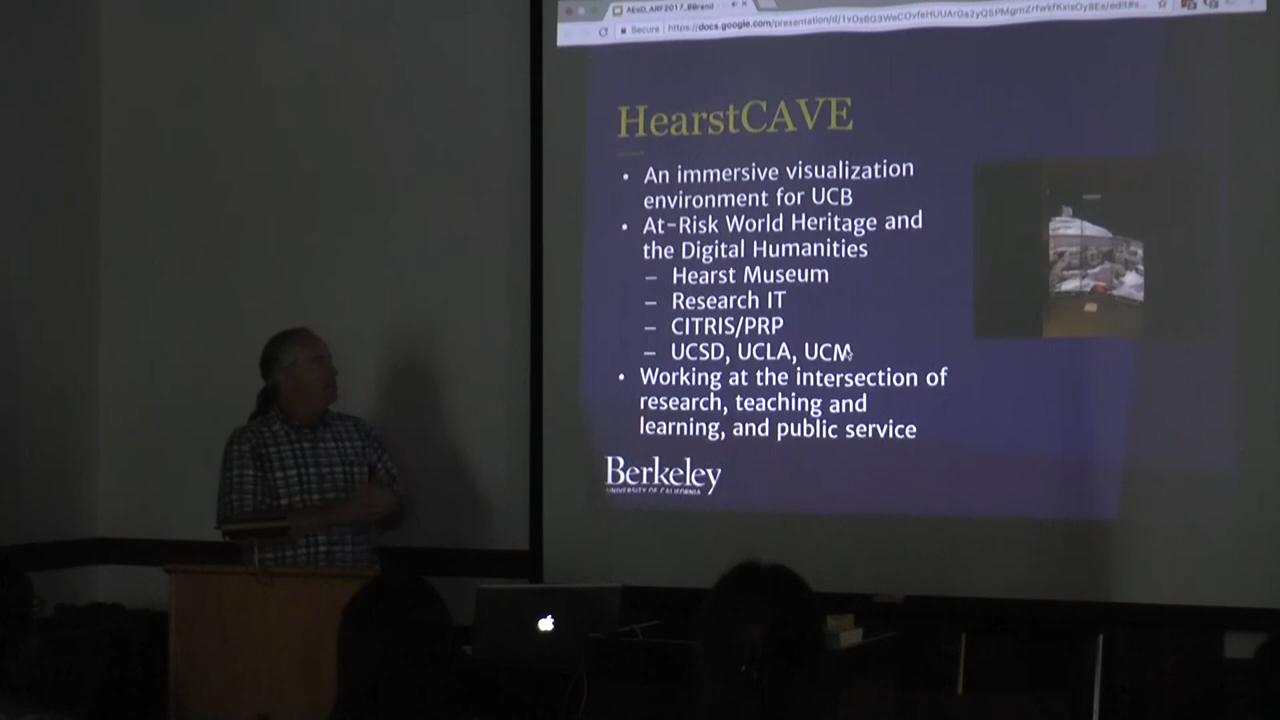 AEsD_ARF2017_BBrand
Secure
HearstCAVE
• An immersive visualization
environment for UCB
• At-Risk World Heritage and
the Digital Humanities
– Hearst Museum
– Research IT
– CITRIS/PRP
– UCSD, UCLA, UCM
• Working at the intersection of
research, teaching and
learning, and public service
Berkeley
UNIVERSITY OF CALIFORNIA